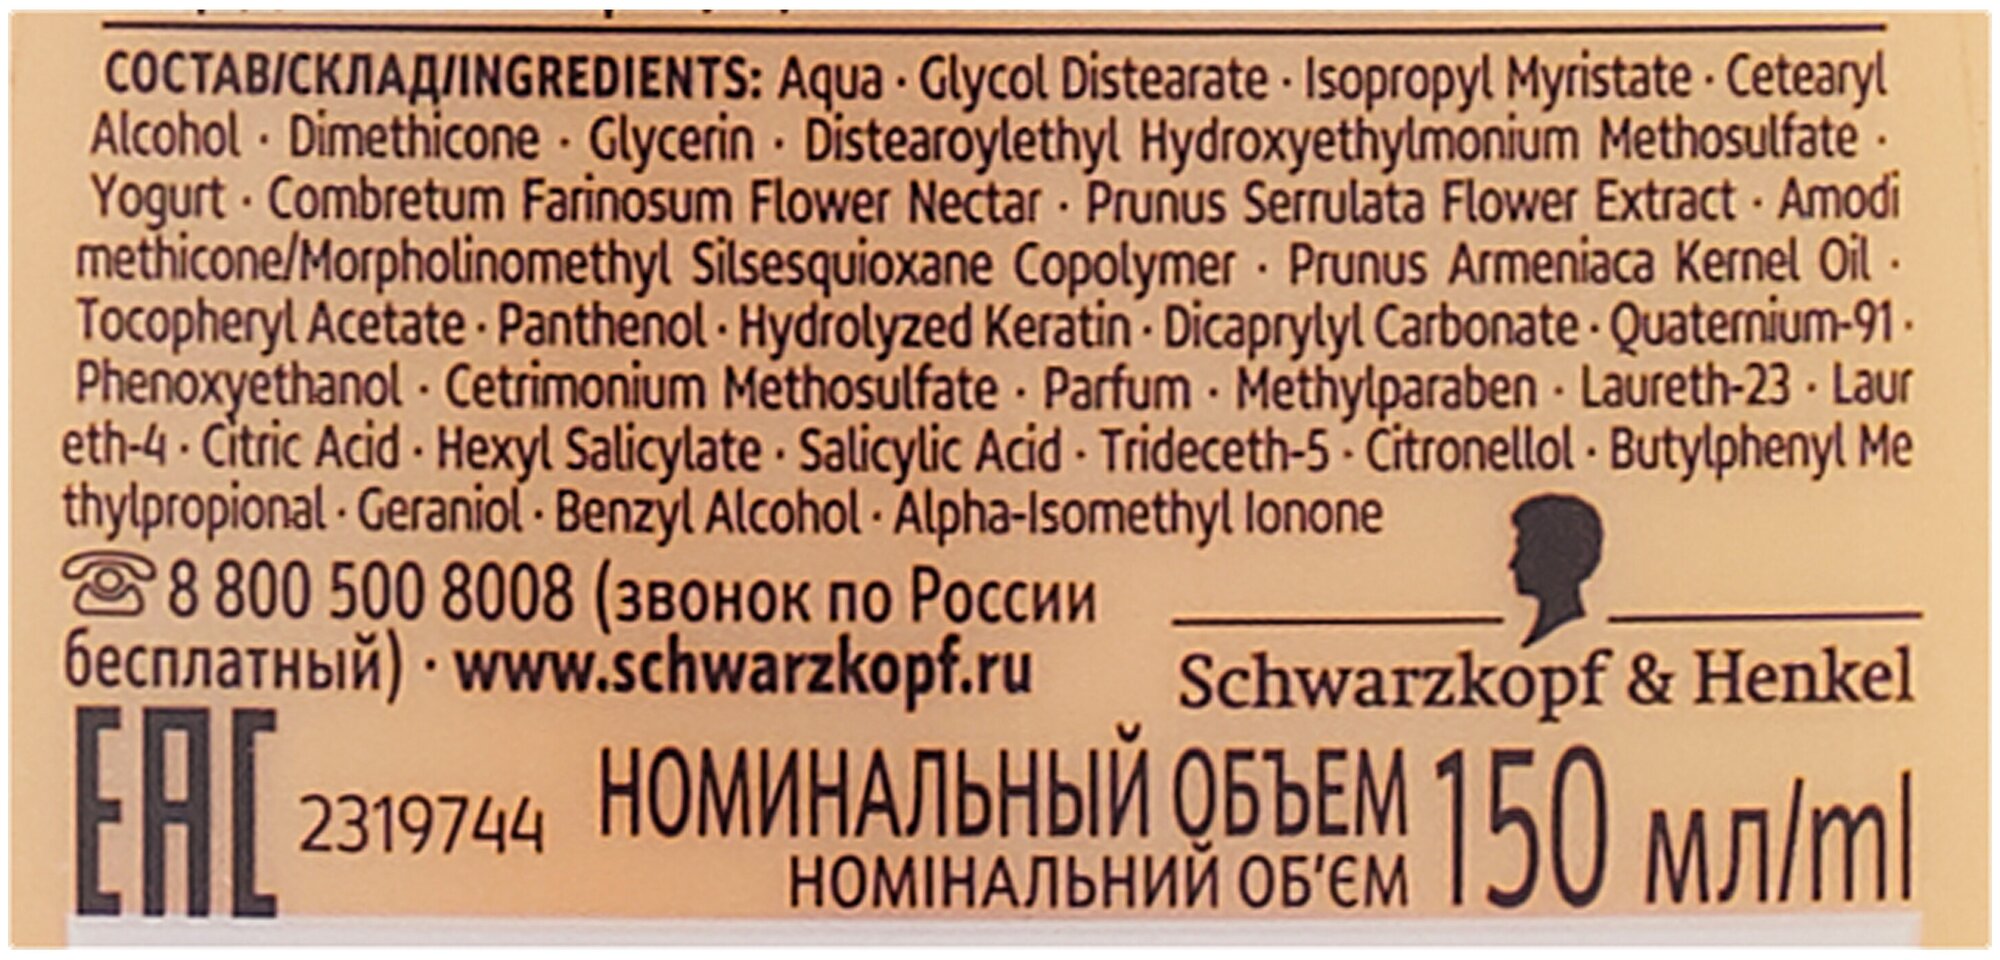 СОСТАВ/СКЛАД/INGREDIENTS: Aqua · Glycol Distearate · Isopropyl Myristate · Cetearyl
Alcohol · Dimethicone · Glycerin · Distearoylethyl Hydroxyethylmonium Methosulfate ·
Yogurt · Combretum Farinosum Flower Nectar · Prunus Serrulata Flower Extract · Amodi
methicone/Morpholinomethyl Silsesquioxane Copolymer · Prunus Armeniaca Kernel Oil ·
Tocopheryl Acetate · Panthenol · Hydrolyzed Keratin · Dicaprylyl Carbonate · Quaternium-91 ·
Phenoxyethanol · Cetrimonium Methosulfate · Parfum · Methylparaben · Laureth-23 · Laur
eth-4 · Citric Acid · Hexyl Salicylate · Salicylic Acid · Trideceth-5 · Citronellol · Butylphenyl Me
thylpropional · Geraniol · Benzyl Alcohol · Alpha-Isomethyl Ionone
8 800 500 8008 (звонок по России
бесплатный) · www.schwarzkopf.ru
Schwarzkopf & Henkel
EAC 2319744
НОМИНАЛЬНЫЙ ОБЪЕМ 150 мл/ml
НОМІНАЛЬНИЙ ОБ’ЄМ